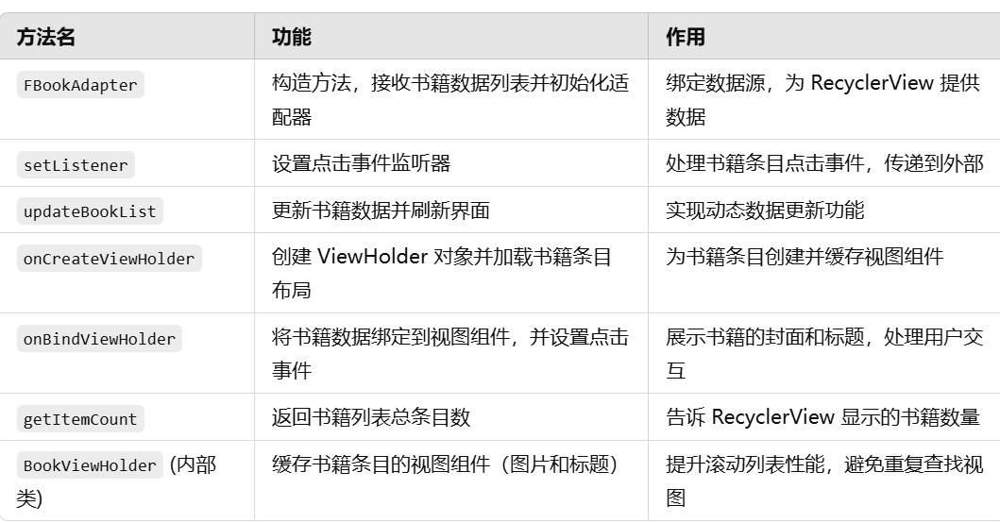 方法名 功能 作用
FBookAdapter 构造方法，接收书籍数据列表并初始化适 绑定数据源，为 RecyclerView 提供
配器 数据
setListener 设置点击事件监听器 处理书籍条目点击事件，传递到外部
updateBookList 更新书籍数据并刷新界面 实现动态数据更新功能
onCreateViewHolder 创建 ViewHolder 对象并加载书籍条目 为书籍条目创建并缓存视图组件
布局
onBindViewHolder 将书籍数据绑定到视图组件，并设置点击 展示书籍的封面和标题，处理用户交
事件 互
getItemCount 返回书籍列表总条目数 告诉 RecyclerView 显示的书籍数量
BookViewHolder (内部 缓存书籍条目的视图组件（图片和标题） 提升滚动列表性能，避免重复查找视
类) 图